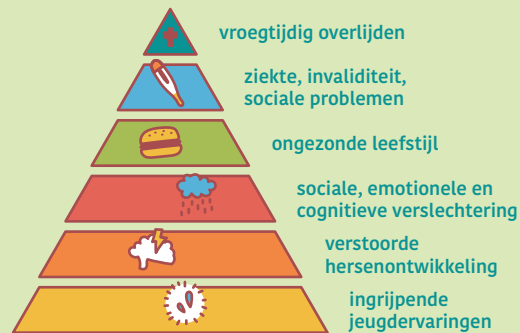 vroegtijdig overlijden
ziekte, invaliditeit,
sociale problemen
ongezonde leefstijl
sociale, emotionele en
cognitieve verslechtering
verstoorde
hersenontwikkeling
ingrijpende
jeugdervaringen